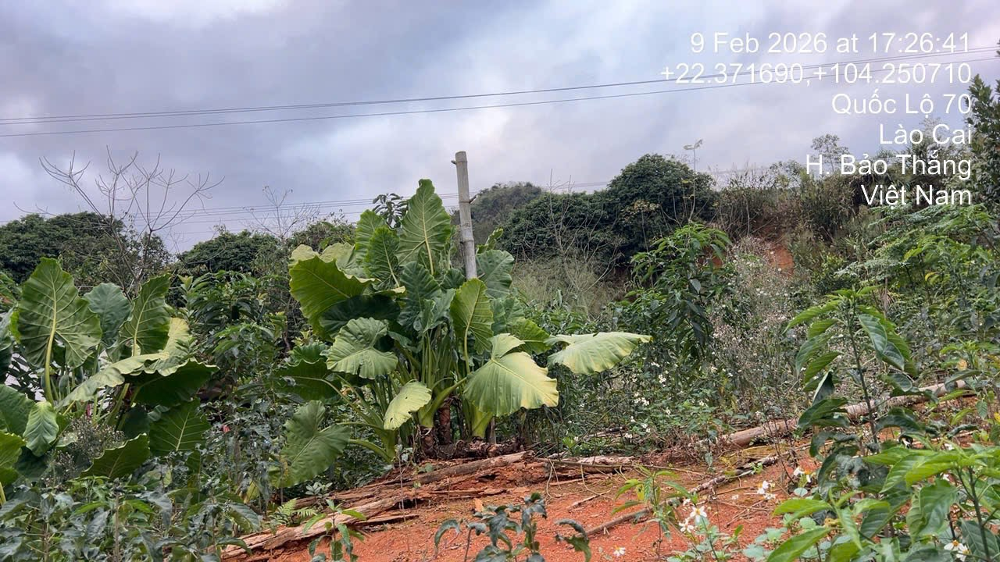 9 Feb 2026 at 17:26:41
+22.371690,+104.250710
Quốc Lộ 70
Lào Cai
H. Bảo Thắng
Việt Nam